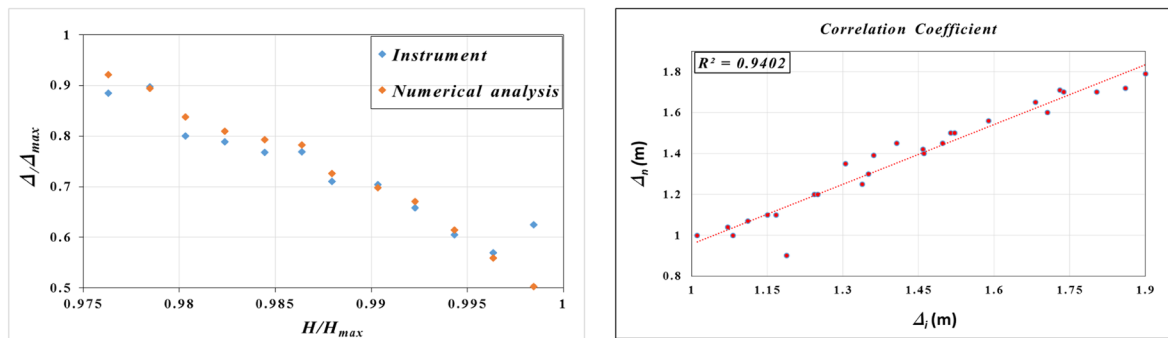 1
0.9
0.8
0.7
0.6
0.5
Δ/Δmax
Instrument
Numerical analysis
0.975 0.98 0.985 0.99 0.995 1
H/Hmax
Correlation Coefficient
R² = 0.9402
1.8
1.6
1.4
1.2
1
0.8
Δn (m)
1 1.15 1.3 1.45 1.6 1.75 1.9
Δi (m)